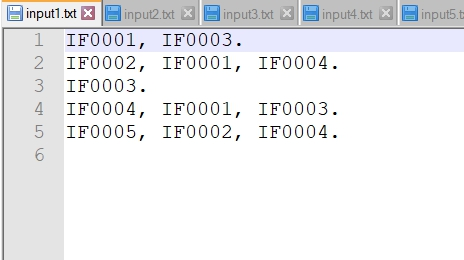 input1.txt input2.txt input3.txt input4.txt input5.t
1 IF0001, IF0003.
2 IF0002, IF0001, IF0004.
3 IF0003.
4 IF0004, IF0001, IF0003.
5 IF0005, IF0002, IF0004.
6